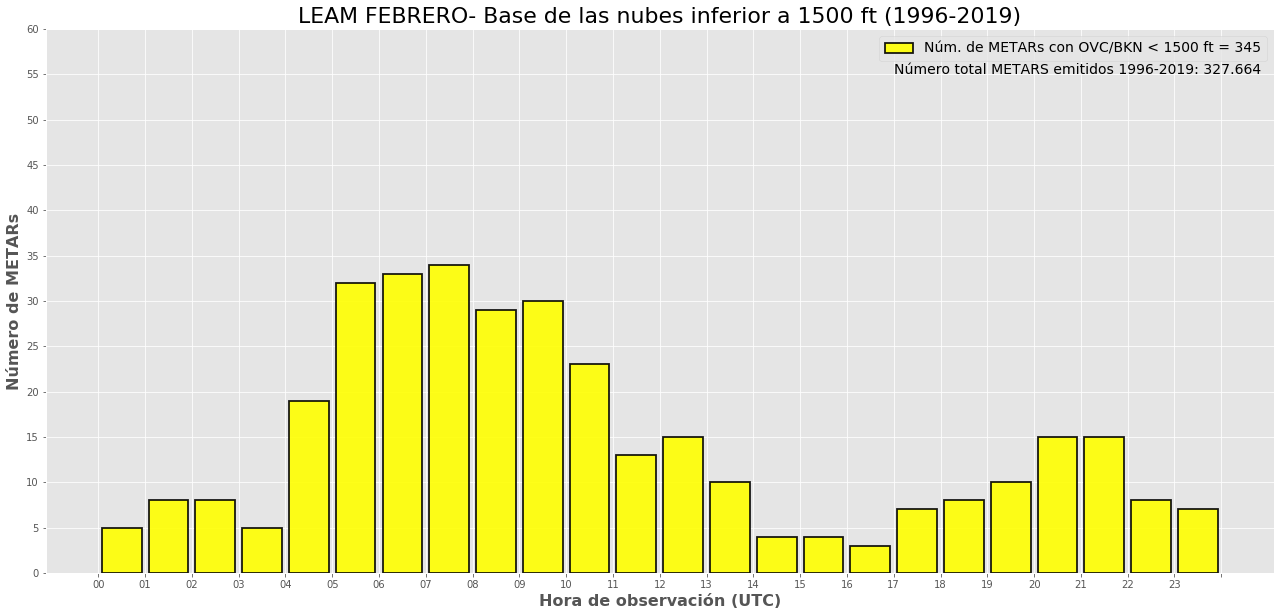 LEAM FEBRERO- Base de las nubes inferior a 1500 ft (1996-2019)
Núm. de METARs con OVC/BKN < 1500 ft = 345
Número total METARS emitidos 1996-2019: 327.664
Número de METARs
60
55
50
45
40
35
30
25
20
15
10
5
0
00 01 02 03 04 05 06 07 08 09 10 11 12 13 14 15 16 17 18 19 20 21 22 23
Hora de observación (UTC)